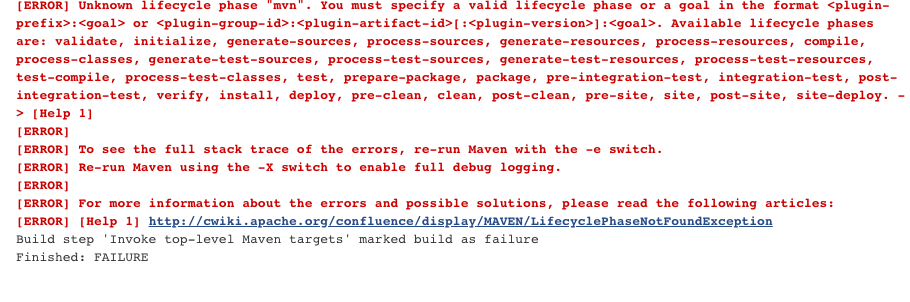 [ERROR] Unknown lifecycle phase "mvn". You must specify a valid lifecycle phase or a goal in the format <plugin-
prefix>:<goal> or <plugin-group-id>:<plugin-artifact-id>[:<plugin-version>]:<goal>. Available lifecycle phases
are: validate, initialize, generate-sources, process-sources, generate-resources, process-resources, compile,
process-classes, generate-test-sources, process-test-sources, generate-test-resources, process-test-resources,
test-compile, process-test-classes, test, prepare-package, package, pre-integration-test, integration-test, post-
integration-test, verify, install, deploy, pre-clean, clean, post-clean, pre-site, site, post-site, site-deploy. -
> [Help 1]
[ERROR]
[ERROR] To see the full stack trace of the errors, re-run Maven with the -e switch.
[ERROR] Re-run Maven using the -X switch to enable full debug logging.
[ERROR]
[ERROR] For more information about the errors and possible solutions, please read the following articles:
[ERROR] [Help 1] http://cwiki.apache.org/confluence/display/MAVEN/LifecyclePhaseNotFoundException
Build step 'Invoke top-level Maven targets' marked build as failure
Finished: FAILURE